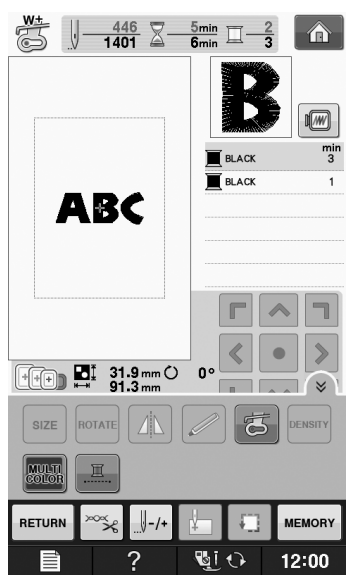 W+
446 5min 2
1401 6min 3
B
min
BLACK 3
BLACK 1
ABC
31.9 mm 0°
91.3 mm
SIZE ROTATE DENSITY
MULTI
COLOR
RETURN -/+ MEMORY
? 12:00